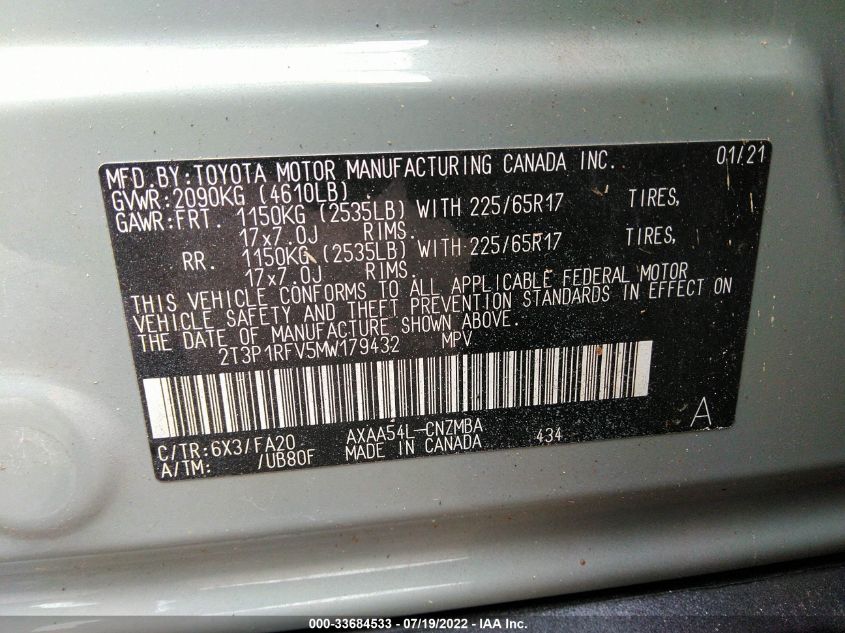 MFD. BY: TOYOTA MOTOR MANUFACTURING CANADA INC. 01/21
GVWR: 2090KG (4610LB)
GAWR: FRT. 1150KG (2535LB) WITH 225/65R17 TIRES,
17x7.0J RIMS.
RR. 1150KG (2535LB) WITH 225/65R17 TIRES,
17x7.0J RIMS.
THIS VEHICLE CONFORMS TO ALL APPLICABLE FEDERAL MOTOR
VEHICLE SAFETY AND THEFT PREVENTION STANDARDS IN EFFECT ON
THE DATE OF MANUFACTURE SHOWN ABOVE.
2T3P1RFV5MW179432 MPV
A
C/TR: 6X3/FA20 AXAA54L-CNZMBA 434
A/TM: /UB80F MADE IN CANADA
000-33684533 - 07/19/2022 - IAA Inc.